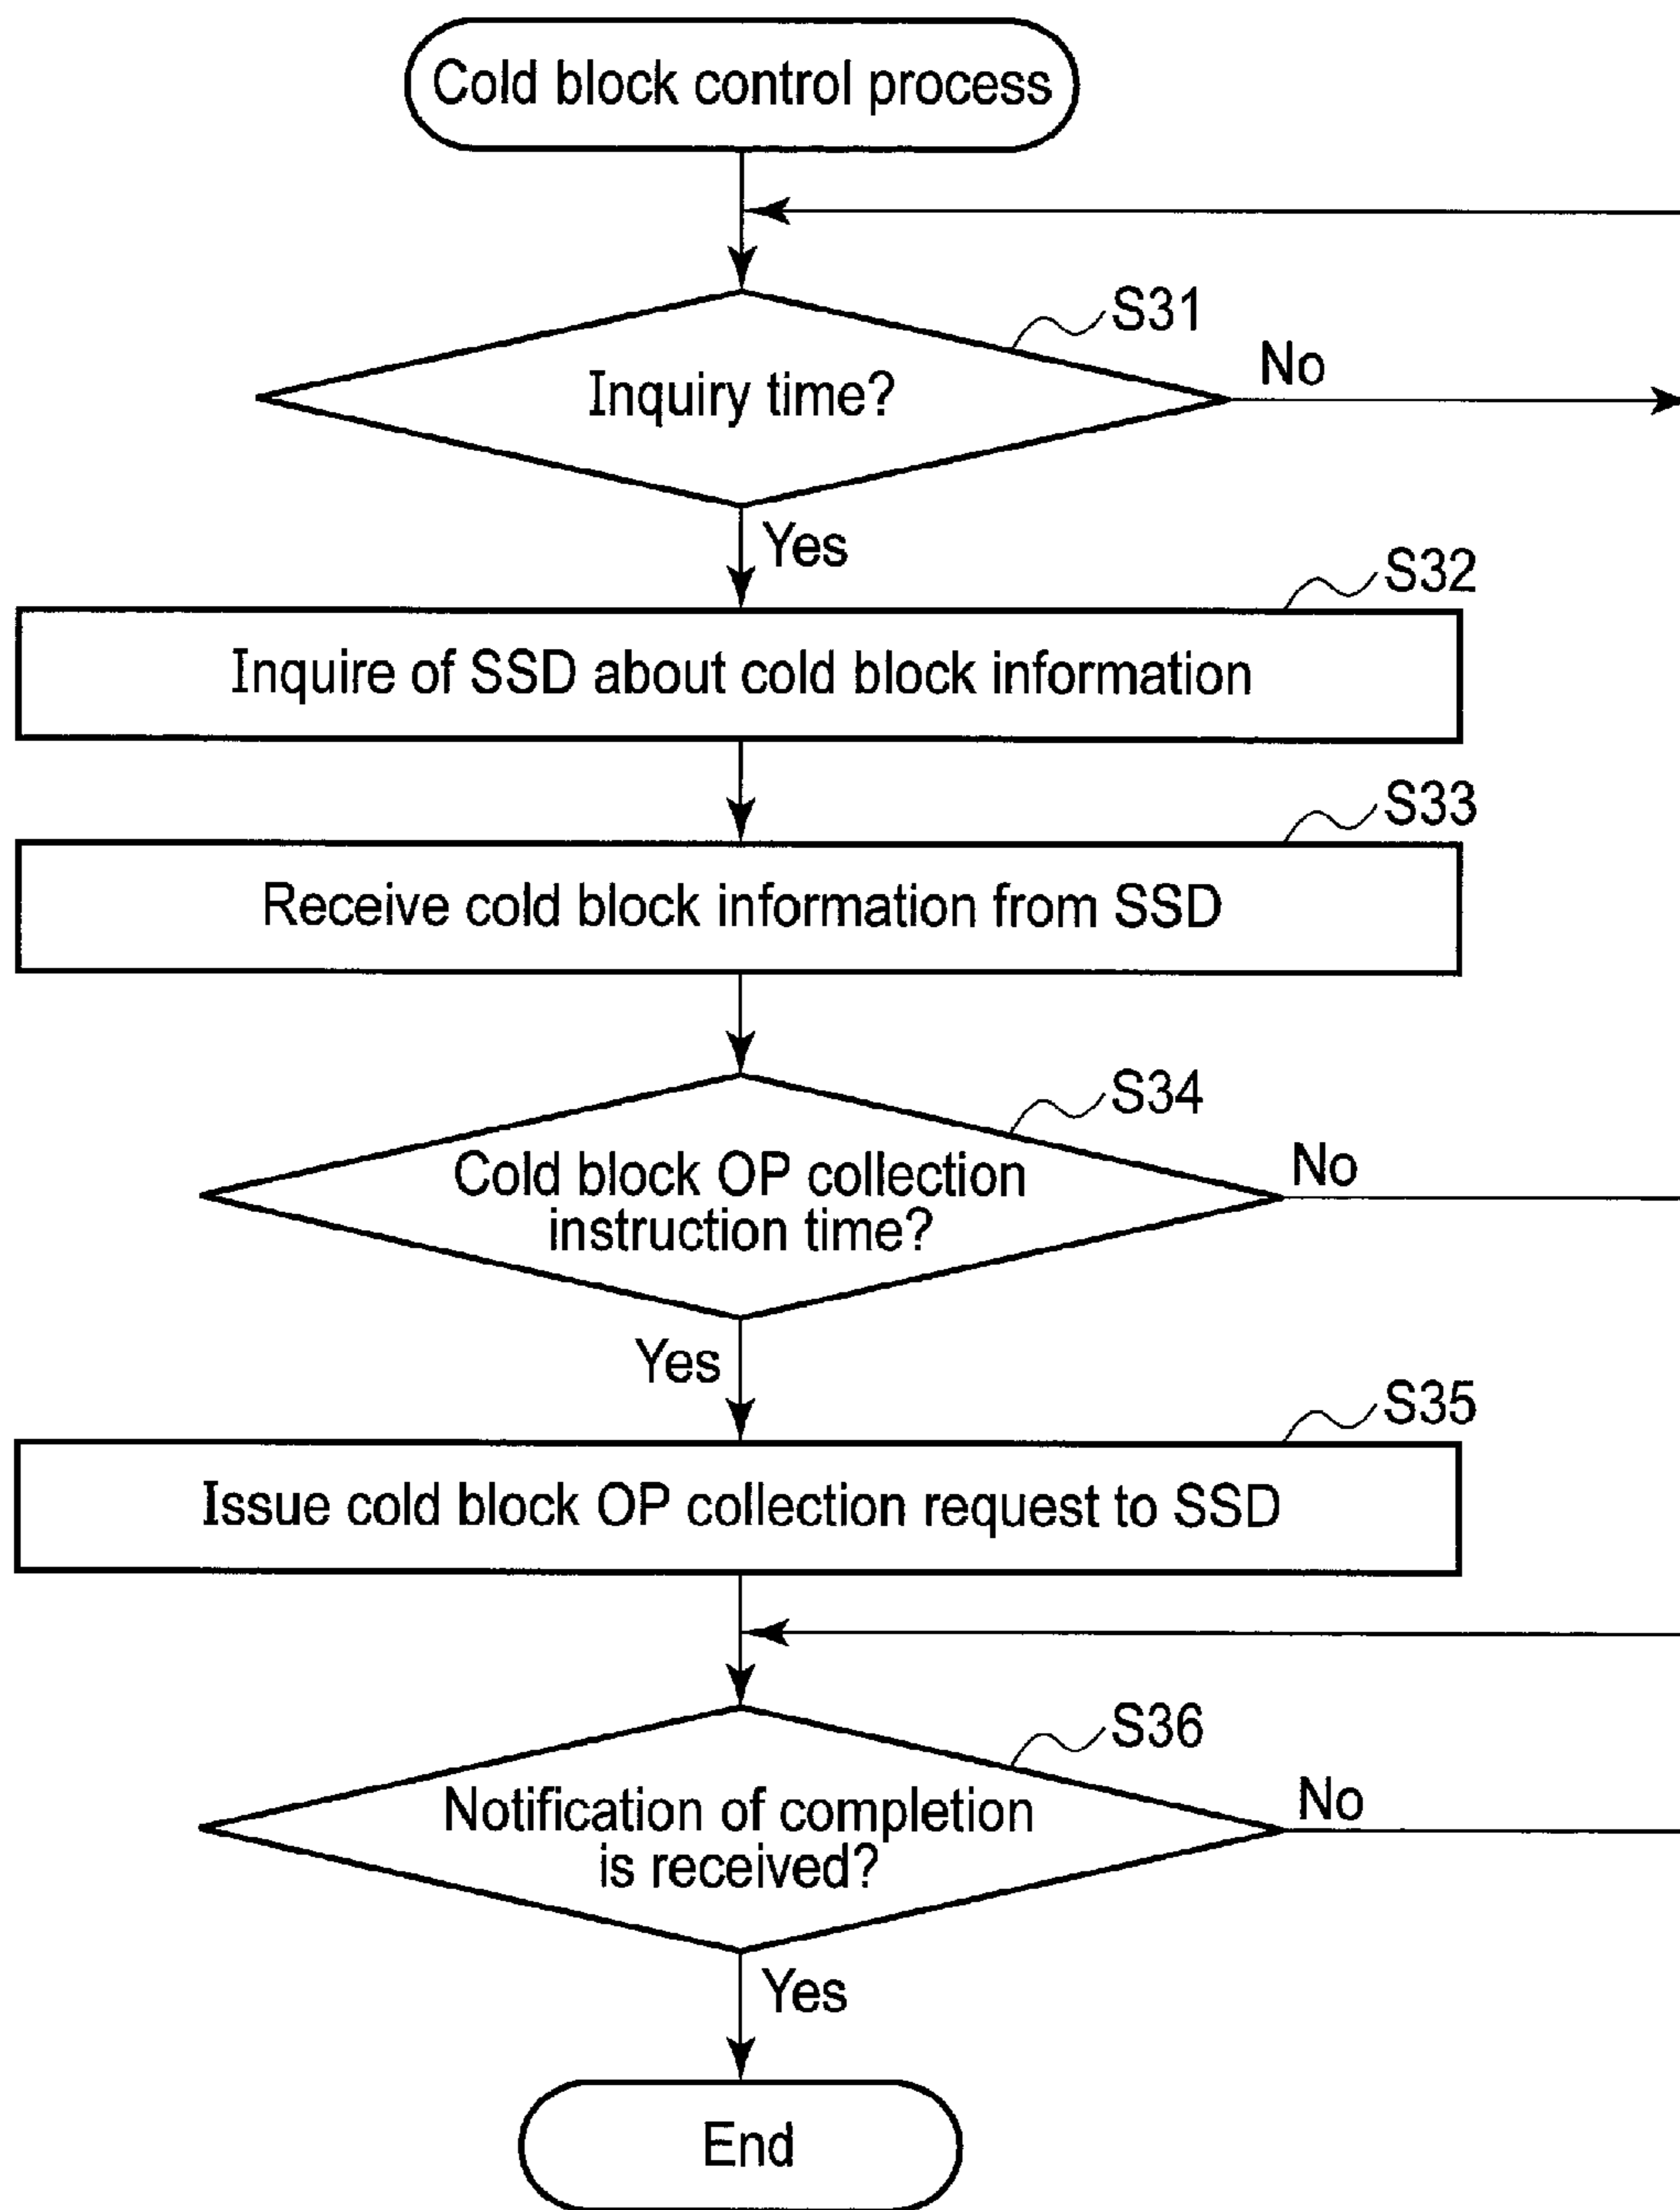 Cold block control process
S31
Inquiry time?
No
Yes
S32
Inquire of SSD about cold block information
S33
Receive cold block information from SSD
S34
Cold block OP collection
instruction time?
No
Yes
S35
Issue cold block OP collection request to SSD
S36
Notification of completion
is received?
No
Yes
End